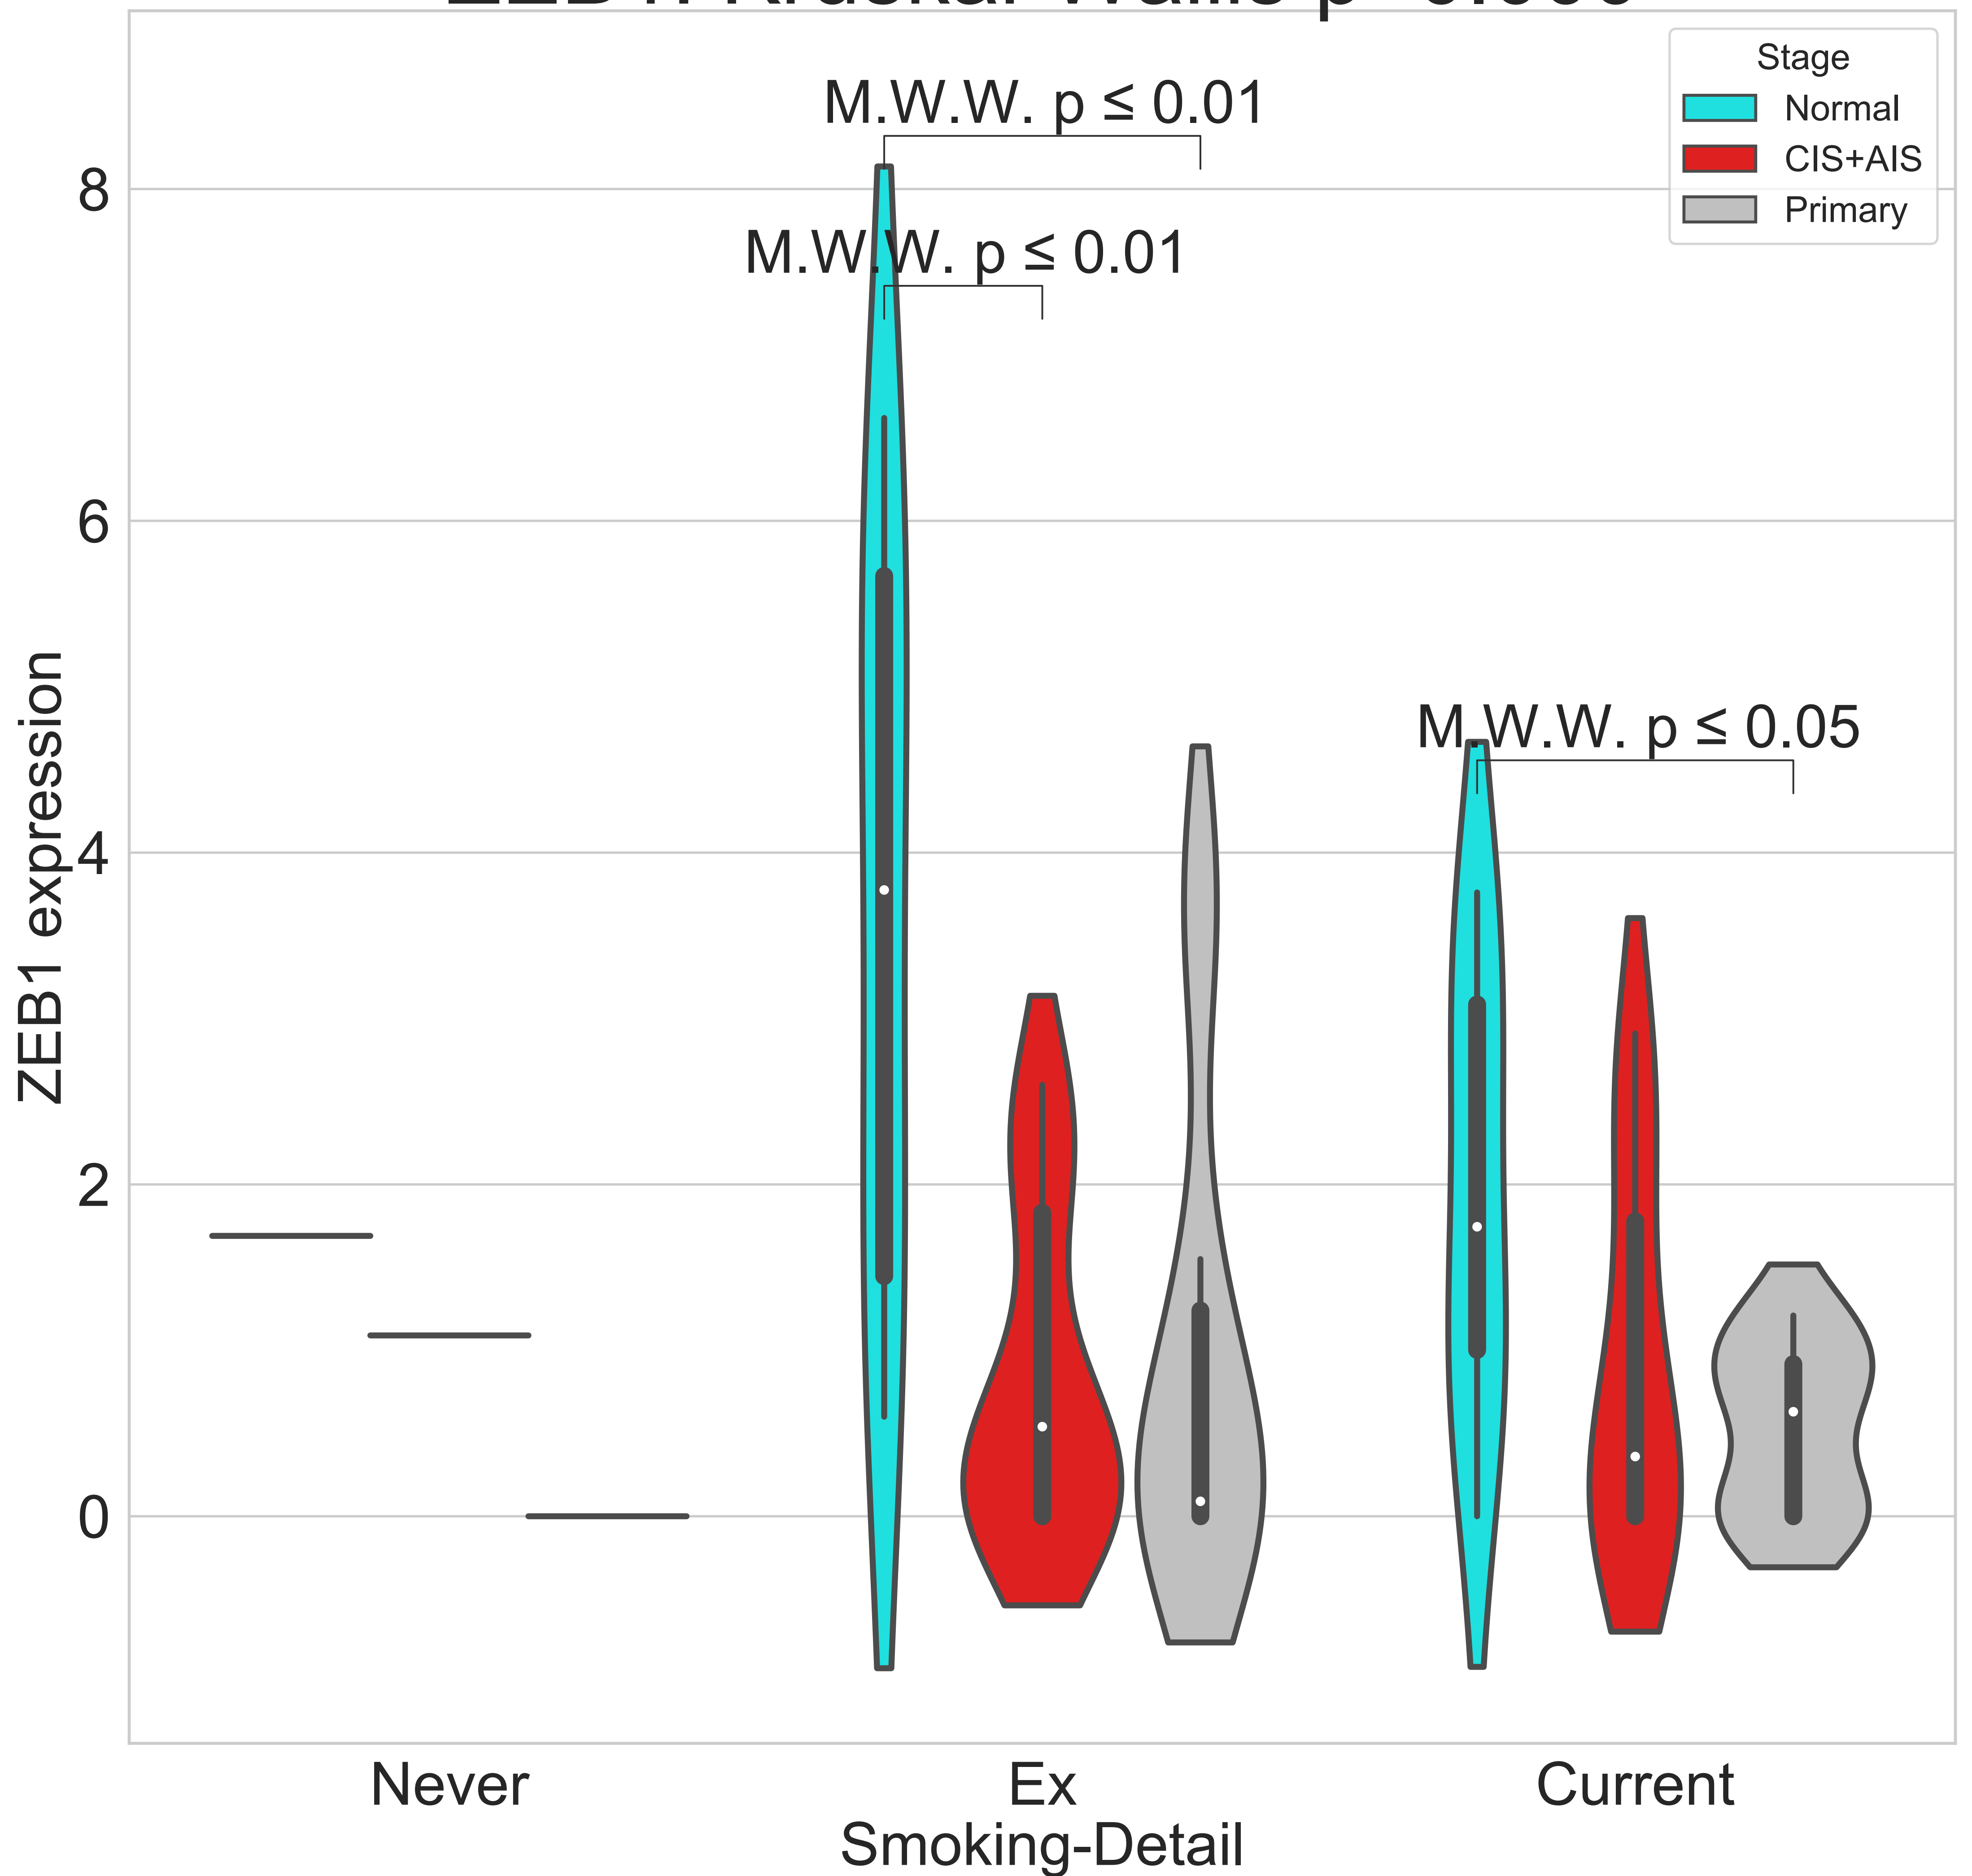 Stage
Normal
CIS+AIS
Primary
M.W.W. p ≤ 0.01
M.W.W. p ≤ 0.01
M.W.W. p ≤ 0.05
8
6
4
2
0
ZEB1 expression
Never
Ex
Current
Smoking-Detail